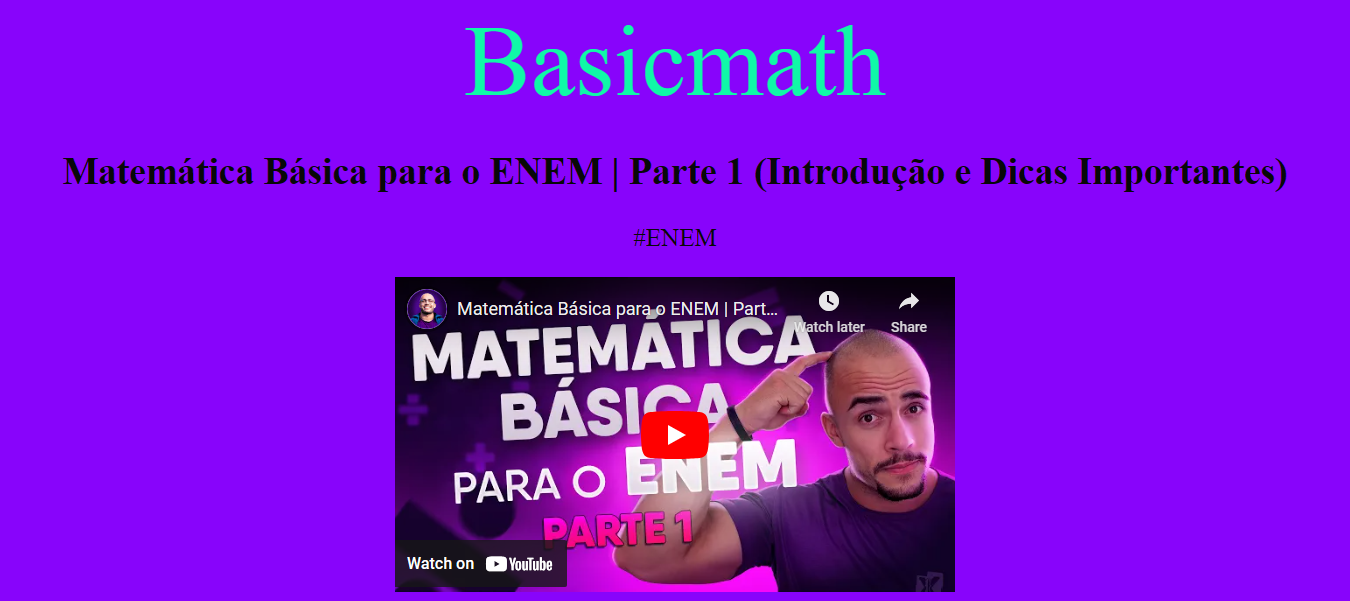 Basicmath
Matemática Básica para o ENEM | Parte 1 (Introdução e Dicas Importantes)
#ENEM
Matemática Básica para o ENEM | Part...
Watch later
Share
MATEMÁTICA
BÁSICA
PARA O ENEM
PARTE 1
Watch on YouTube